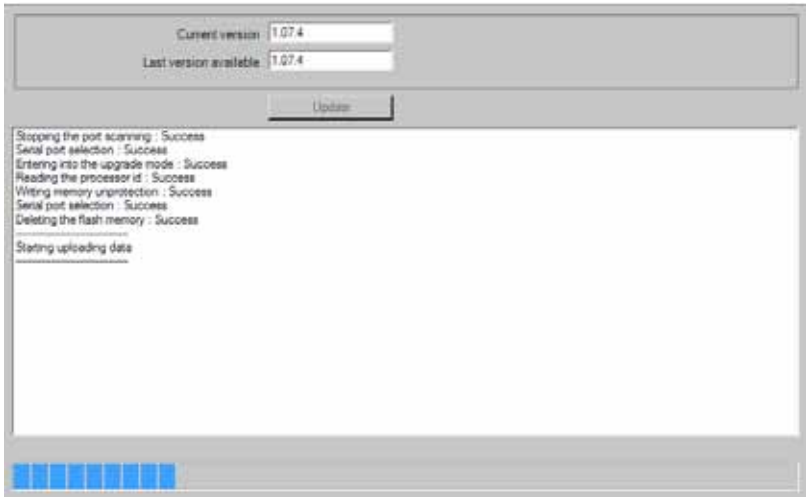 Current version 1.07.4
Last version available 1.07.4
Update
Stopping the port scanning : Success
Serial port selection : Success
Entering into the upgrade mode : Success
Reading the processor id : Success
Writing memory unprotection : Success
Serial port selection : Success
Deleting the flash memory : Success
Starting uploading data